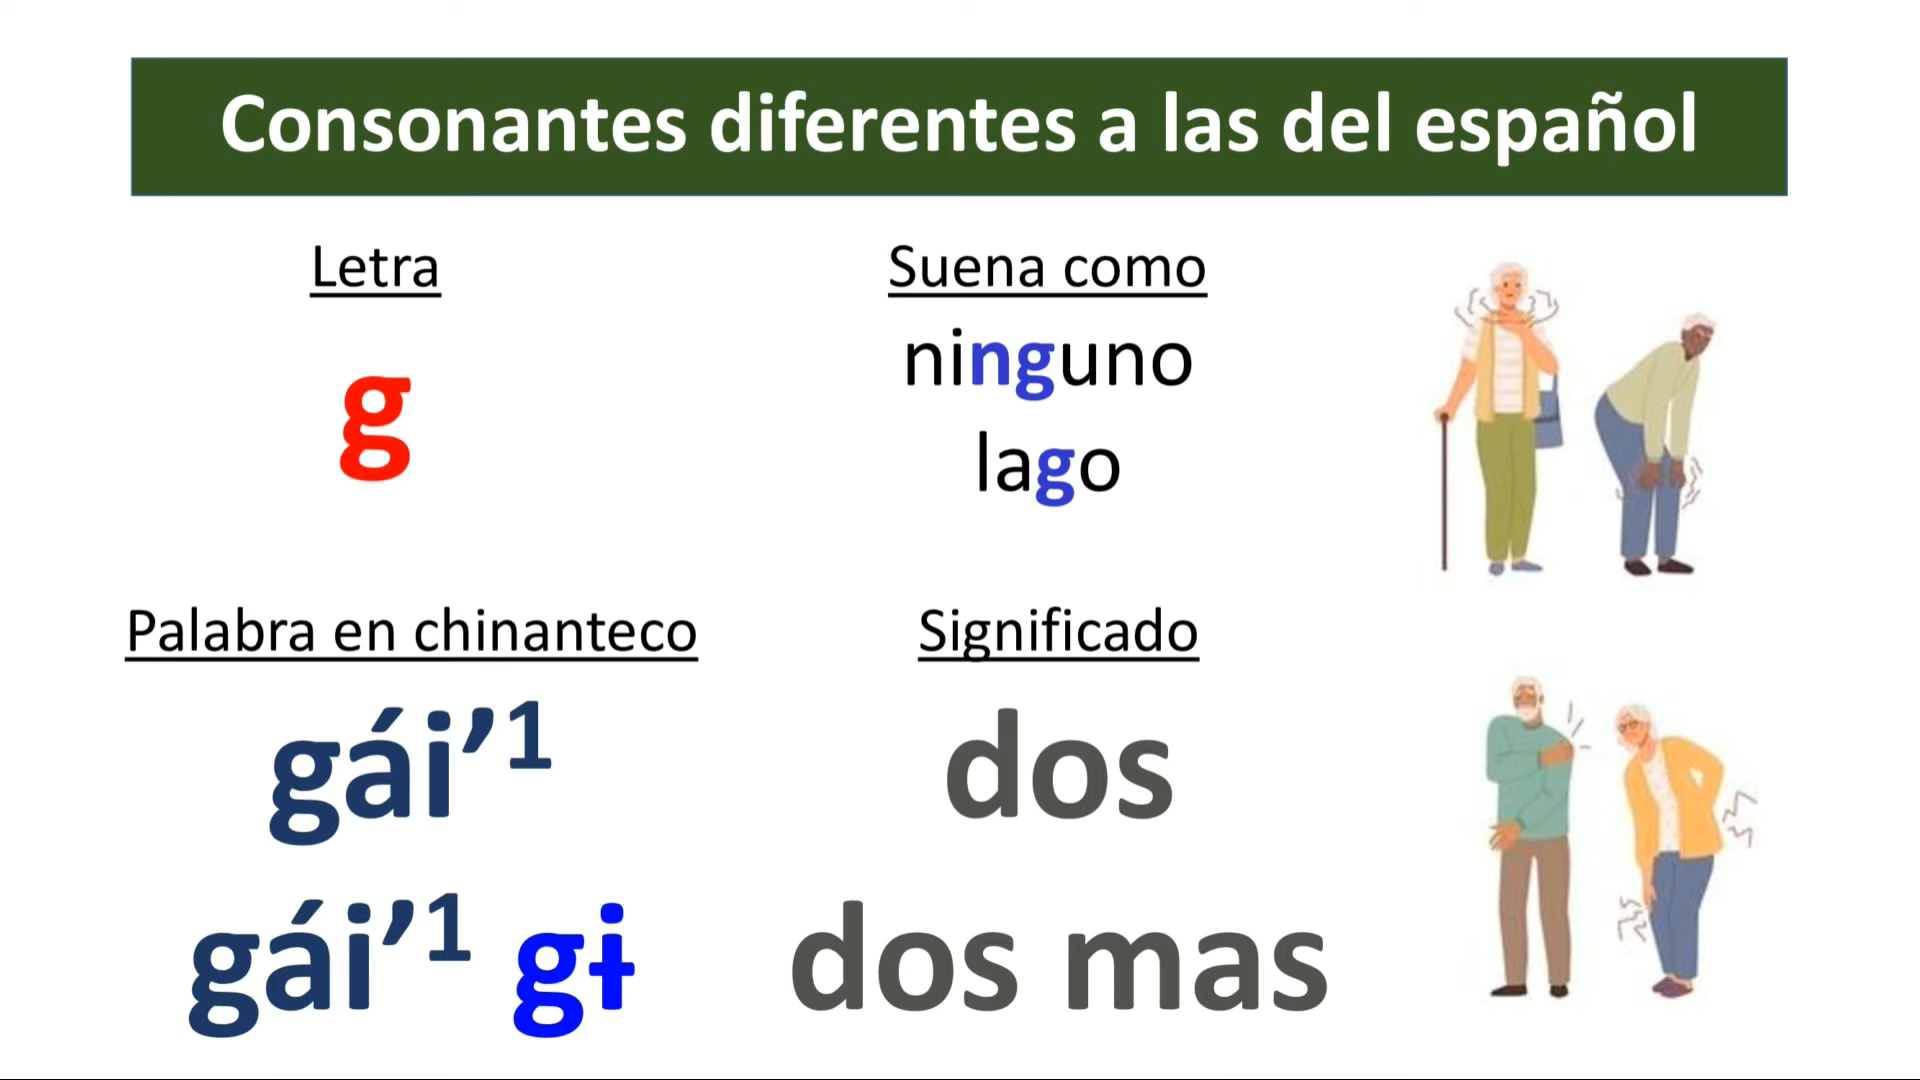 Consonantes diferentes a las del español
Letra
g
Suena como
ninguno
lago
Palabra en chinanteco
Significado
gái’¹
dos
gái’¹ gɨ
dos mas